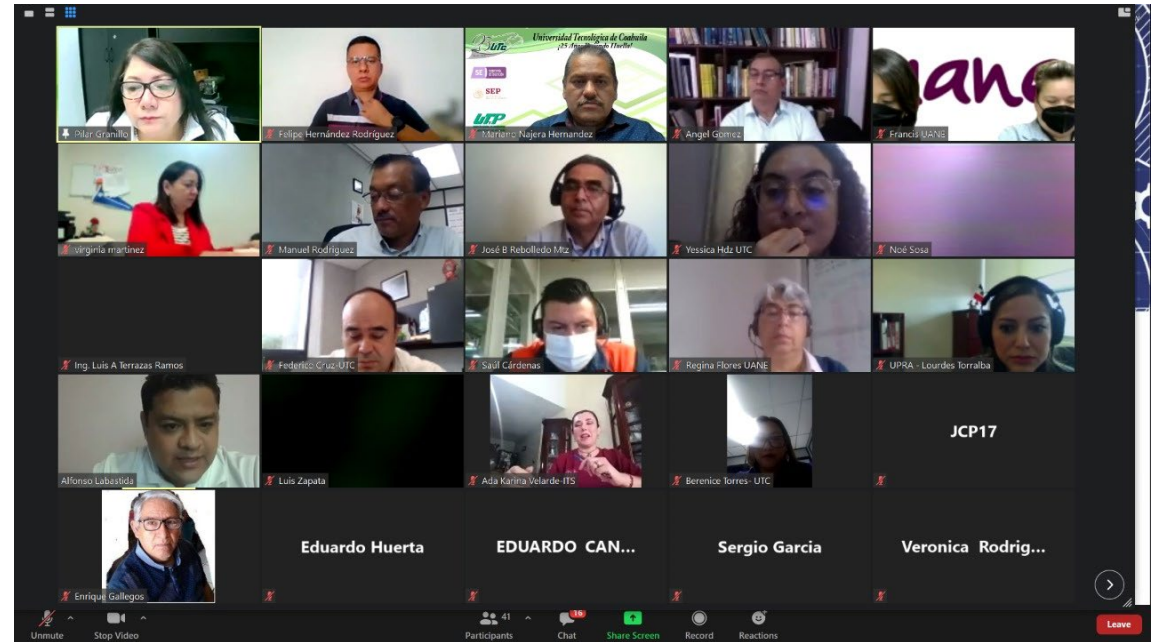 UTC
Universidad Tecnológica de Coahuila
SEP
UTP
uane
Pilar Granillo
Felipe Hernández Rodríguez
Mariano Najera Hernandez
Angel Gomez
Francis UANE
virginia martinez
Manuel Rodriguez
José B Rebolledo Mtz
Yessica Hdz UTC
Noé Sosa
Ing. Luis A Terrazas Ramos
Federico Cruz-UTC
Saúl Cárdenas
Regina Flores UANE
UPRA - Lourdes Torralba
JCP17
Alfonso Labastida
Luis Zapata
Ada Karina Velarde-ITS
Berenice Torres- UTC
Eduardo Huerta
EDUARDO CAN...
Sergio Garcia
Veronica Rodrig...
Enrique Gallegos
41
16
Unmute
Stop Video
Participants
Chat
Share Screen
Record
Reactions
Leave